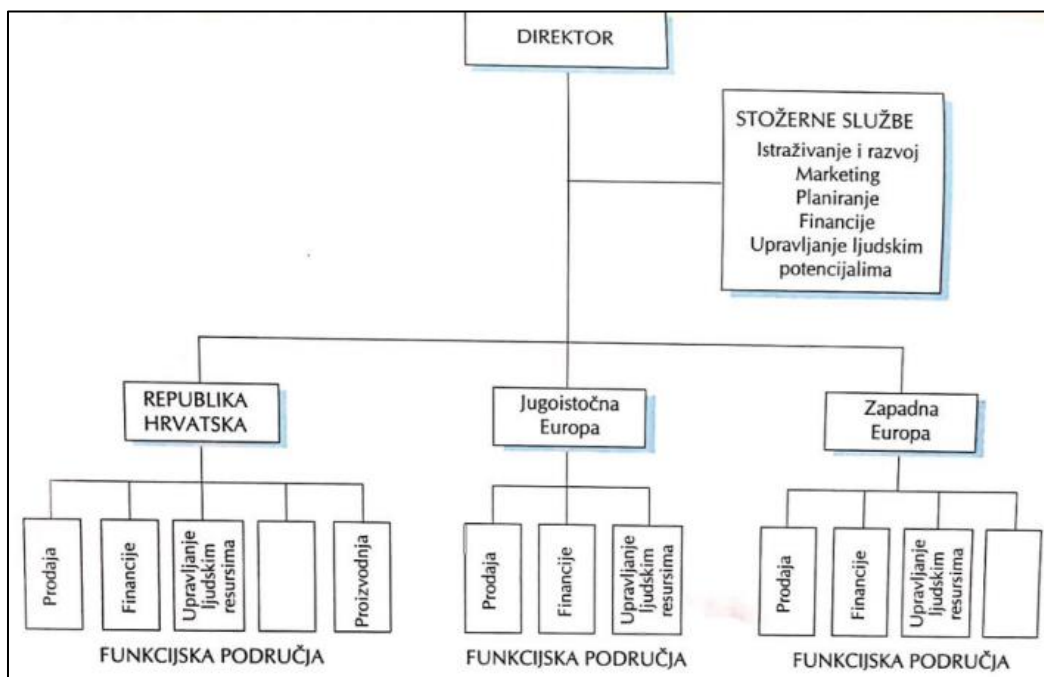 DIREKTOR
STOŽERNE SLUŽBE
Istraživanje i razvoj
Marketing
Planiranje
Financije
Upravljanje ljudskim
potencijalima
REPUBLIKA
HRVATSKA
Jugoistočna
Europa
Zapadna
Europa
Prodaja
Financije
Upravljanje
ljudskim
resursima
Proizvodnja
Prodaja
Financije
Upravljanje
ljudskim
resursima
Prodaja
Financije
Upravljanje
ljudskim
resursima
FUNKCIJSKA PODRUČJA
FUNKCIJSKA PODRUČJA
FUNKCIJSKA PODRUČJA